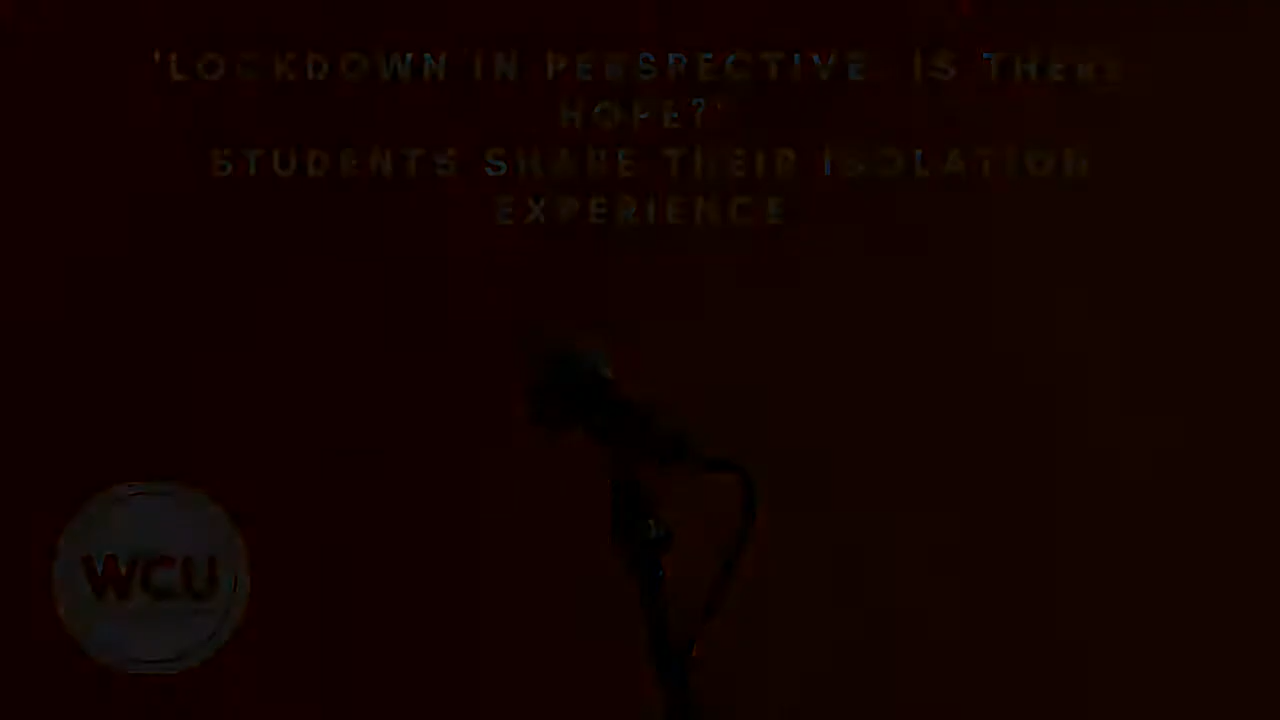 'LOCKDOWN IN PERSPECTIVE: IS THERE
HOPE?'
STUDENTS SHARE THEIR ISOLATION
EXPERIENCE
WCU